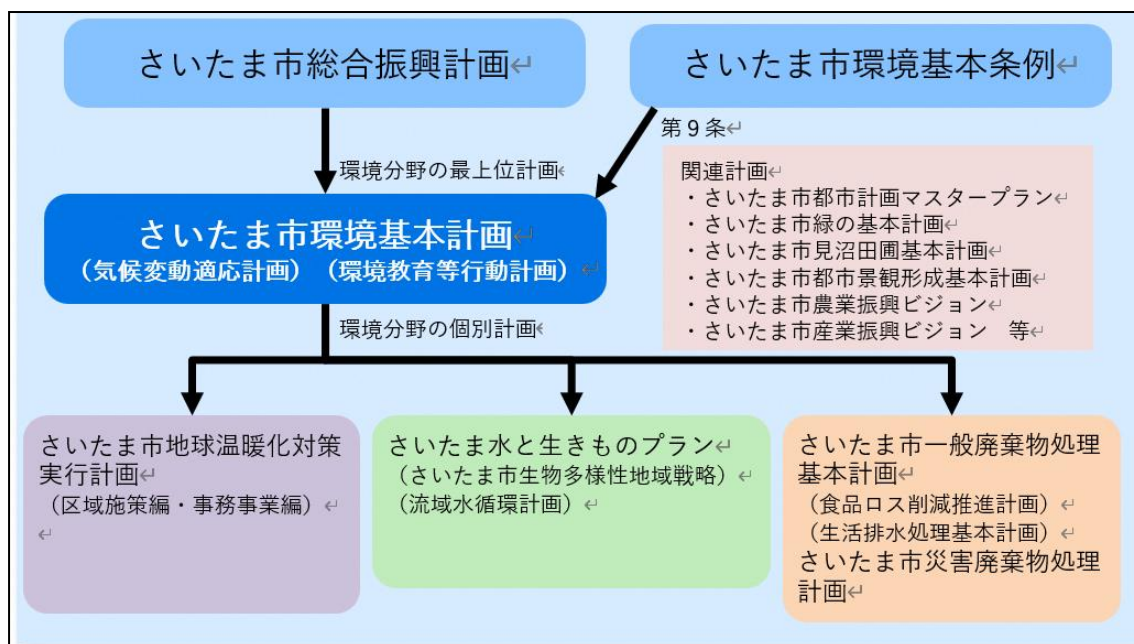 さいたま市総合振興計画↵
さいたま市環境基本条例↵
第9条↵
環境分野の最上位計画↵
関連計画↵
・さいたま市都市計画マスタープラン↵
・さいたま市緑の基本計画↵
・さいたま市見沼田圃基本計画↵
・さいたま市都市景観形成基本計画↵
・さいたま市農業振興ビジョン↵
・さいたま市産業振興ビジョン　等↵
さいたま市環境基本計画↵
（気候変動適応計画）（環境教育等行動計画）↵
環境分野の個別計画↵
さいたま市地球温暖化対策
実行計画↵
（区域施策編・事務事業編）↵
↵
さいたま水と生きものプラン↵
（さいたま市生物多様性地域戦略）↵
（流域水循環計画）↵
さいたま市一般廃棄物処理
基本計画↵
（食品ロス削減推進計画）↵
（生活排水処理基本計画）↵
さいたま市災害廃棄物処理
計画↵